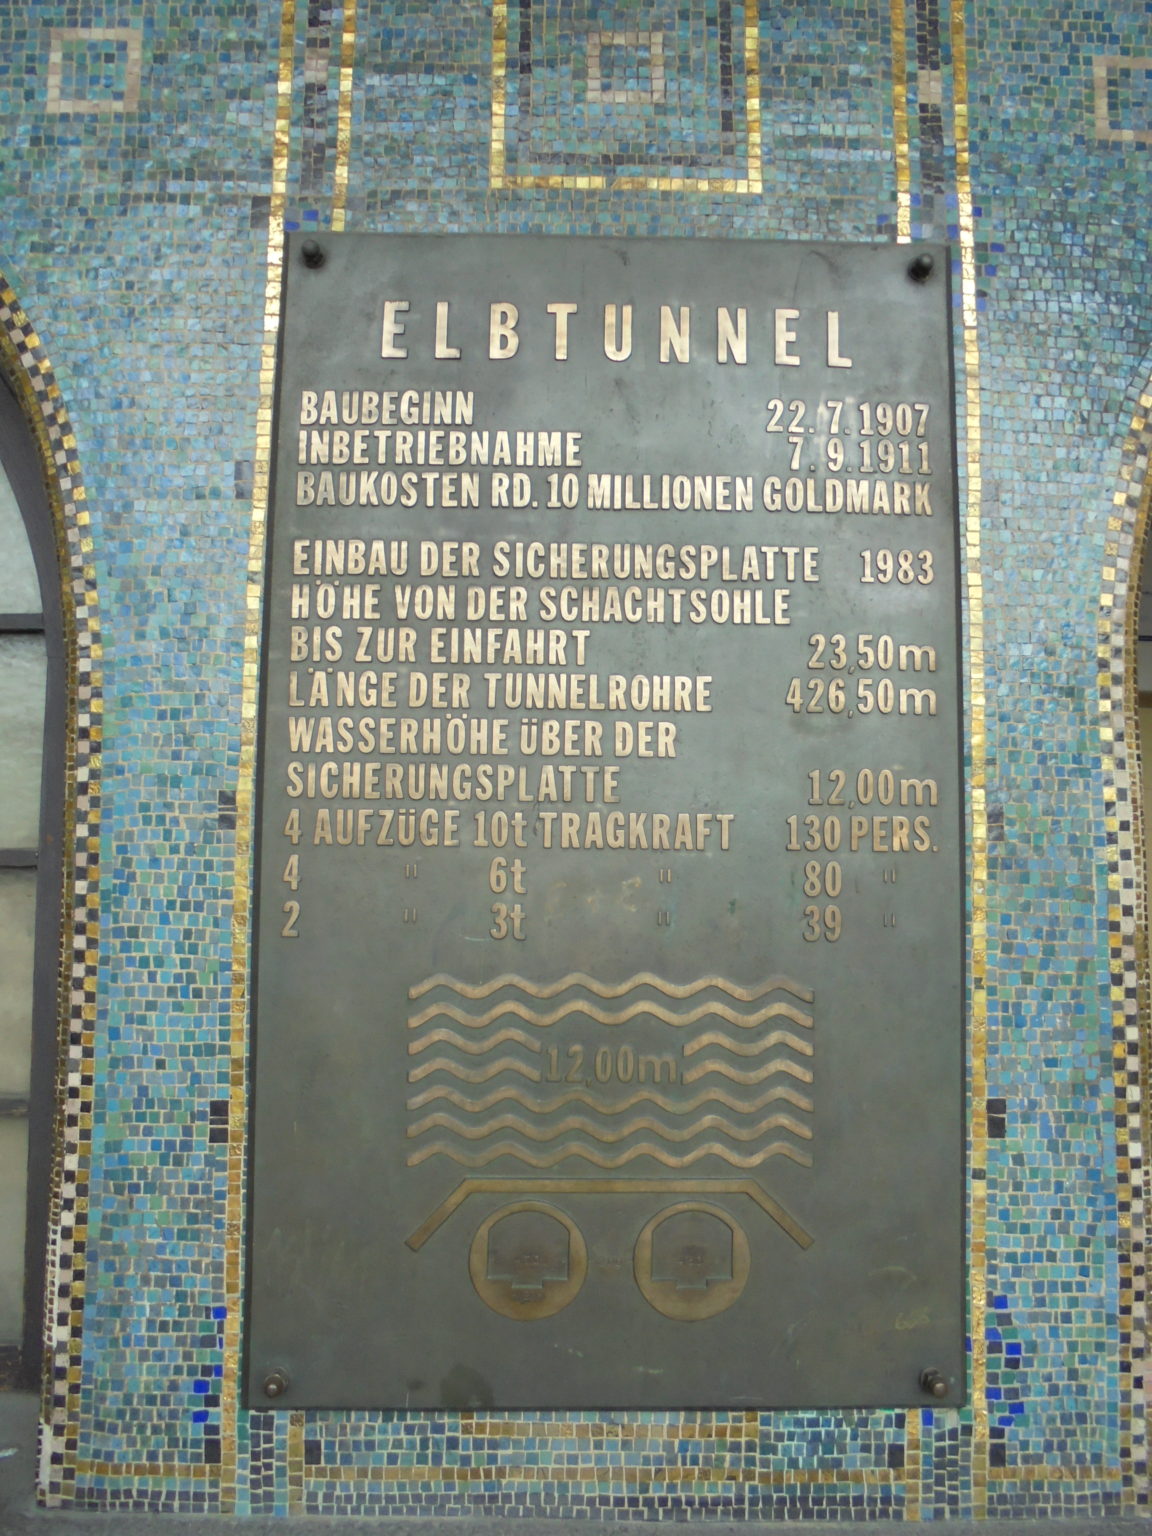 ELBTUNNEL
BAUBEGINN 22.7.1907
INBETRIEBNAHME 7.9.1911
BAUKOSTEN RD. 10 MILLIONEN GOLDMARK
EINBAU DER SICHERUNGSPLATTE 1983
HÖHE VON DER SCHACHTSOHLE
BIS ZUR EINFAHRT 23,50m
LÄNGE DER TUNNELROHRE 426,50m
WASSERHÖHE ÜBER DER
SICHERUNGSPLATTE 12,00m
4 AUFZÜGE 10t TRAGKRAFT 130 PERS.
4 " 6t " 80 "
2 " 3t " 39 "
12,00m